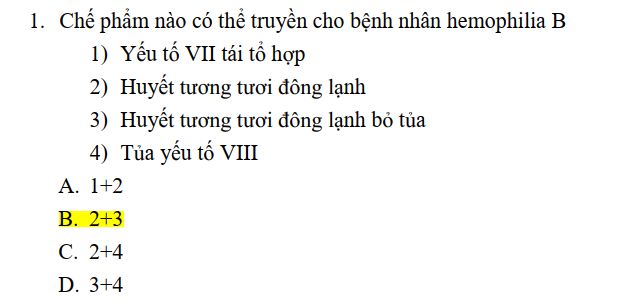 1. Chế phẩm nào có thể truyền cho bệnh nhân hemophilia B
1) Yếu tố VII tái tổ hợp
2) Huyết tương tươi đông lạnh
3) Huyết tương tươi đông lạnh bỏ tủa
4) Tủa yếu tố VIII
A. 1+2
B. 2+3
C. 2+4
D. 3+4